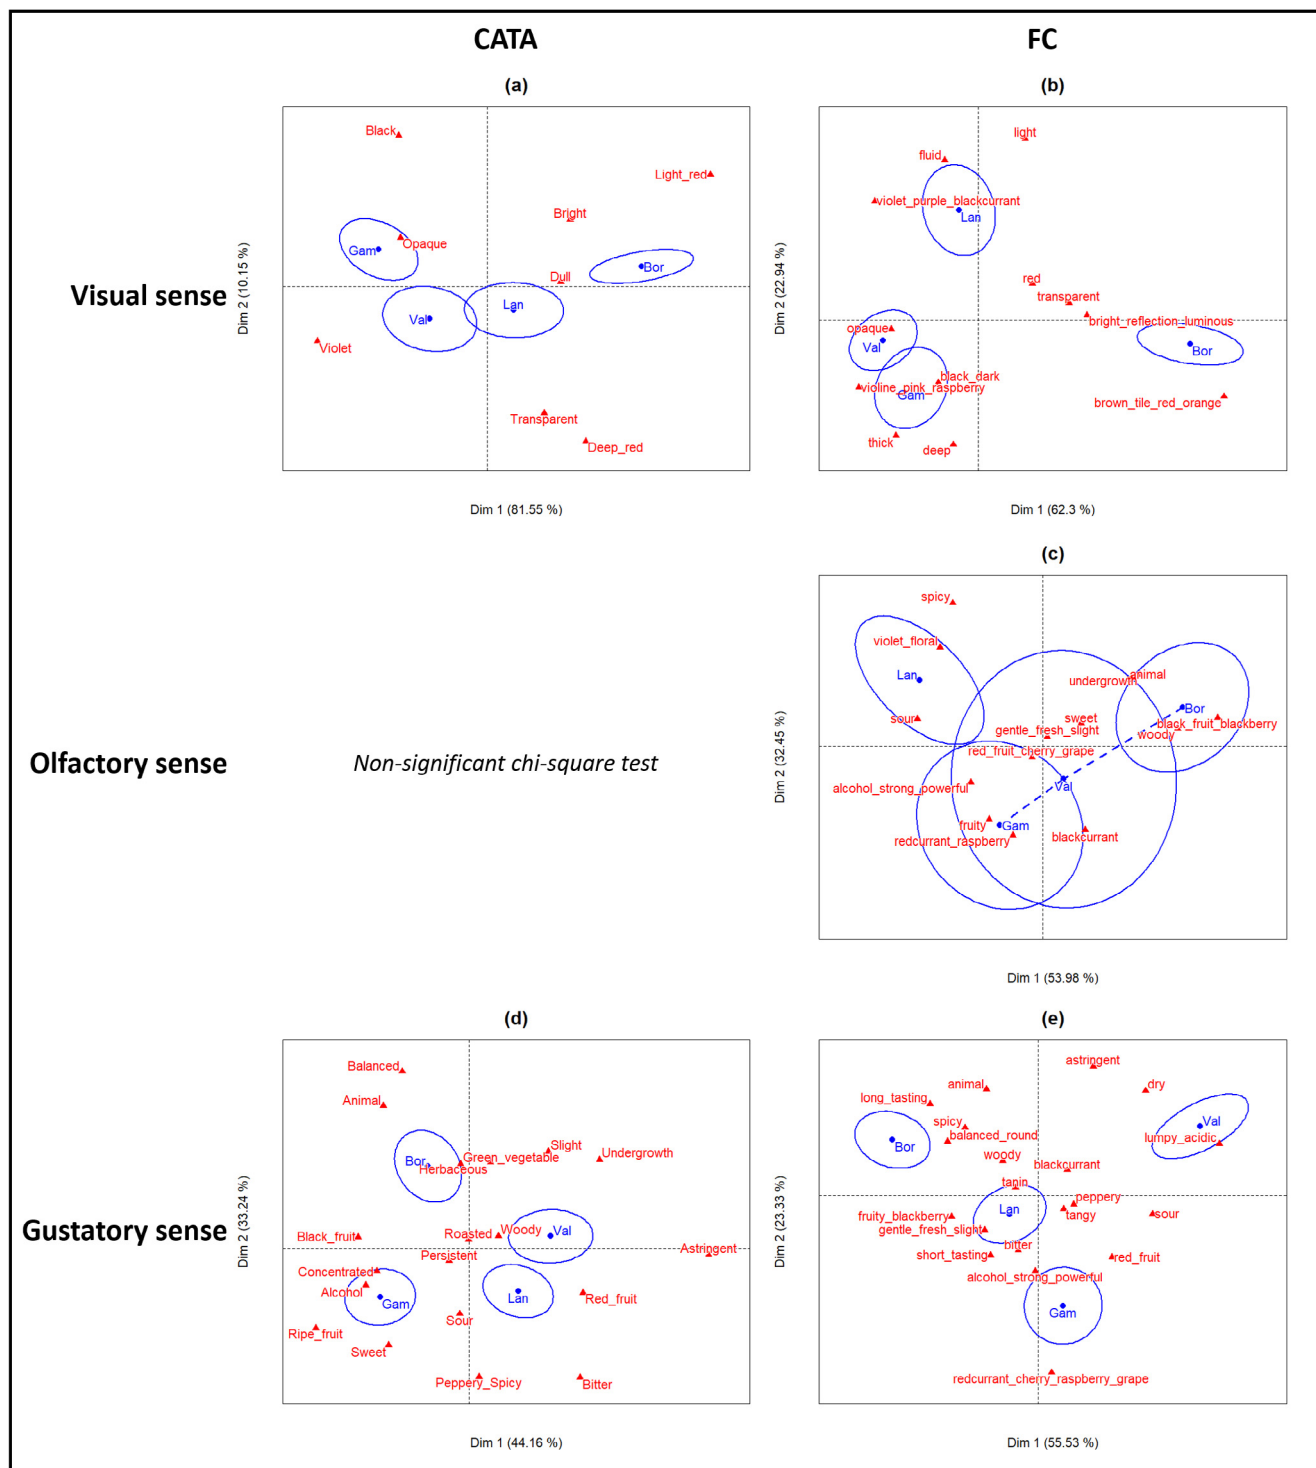 CATA
FC
(a)
(b)
Visual sense
Black
Light_red
Bright
Opaque
Gam
Bor
Dull
Lan
Val
Violet
Transparent
Deep_red
Dim 2 (10.15 %)
Dim 1 (81.55 %)
light
fluid
violet_purple_blackcurrant
Lan
red
transparent
bright_reflection_luminous
opaque
Val
Bor
black_dark
violine_pink_raspberry
Gam
brown_tile_red_orange
thick
deep
Dim 2 (22.94 %)
Dim 1 (62.3 %)
Olfactory sense
Non-significant chi-square test
(c)
spicy
violet_floral
Lan
animal
undergrowth
sour
sweet
Bor
black_fruit_blackberry
gentle_fresh_slight
woody
red_fruit_cherry_grape
alcohol_strong_powerful
Val
fruity
Gam
redcurrant_raspberry
blackcurrant
Dim 2 (32.45 %)
Dim 1 (53.98 %)
Gustatory sense
(d)
(e)
Balanced
Animal
Slight
Bor
Green_vegetable
Undergrowth
Herbaceous
Black_fruit
Roasted
Woody
Val
Persistent
Astringent
Concentrated
Alcohol
Gam
Lan
Red_fruit
Sour
Ripe_fruit
Sweet
Peppery_Spicy
Bitter
Dim 2 (33.24 %)
Dim 1 (44.16 %)
astringent
animal
dry
long_tasting
spicy
Val
Bor
balanced_round
lumpy_acidic
woody
blackcurrant
tanin
peppery
fruity_blackberry
Lan
tangy
sour
gentle_fresh_slight
bitter
short_tasting
red_fruit
alcohol_strong_powerful
Gam
redcurrant_cherry_raspberry_grape
Dim 2 (23.33 %)
Dim 1 (55.53 %)